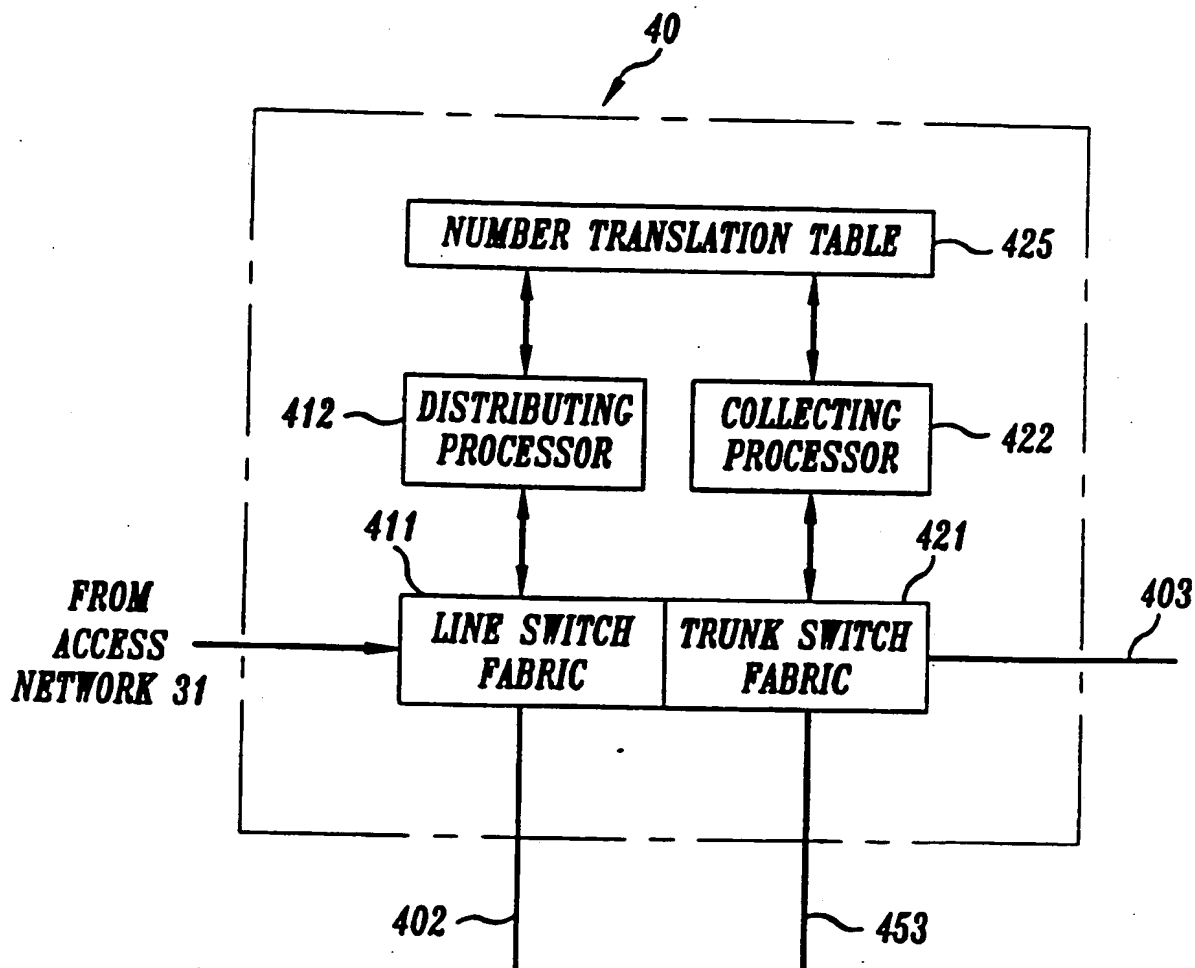 40
NUMBER TRANSLATION TABLE
425
DISTRIBUTING
PROCESSOR
412
COLLECTING
PROCESSOR
422
411
421
FROM
ACCESS
NETWORK 31
LINE SWITCH
FABRIC
TRUNK SWITCH
FABRIC
403
402
453